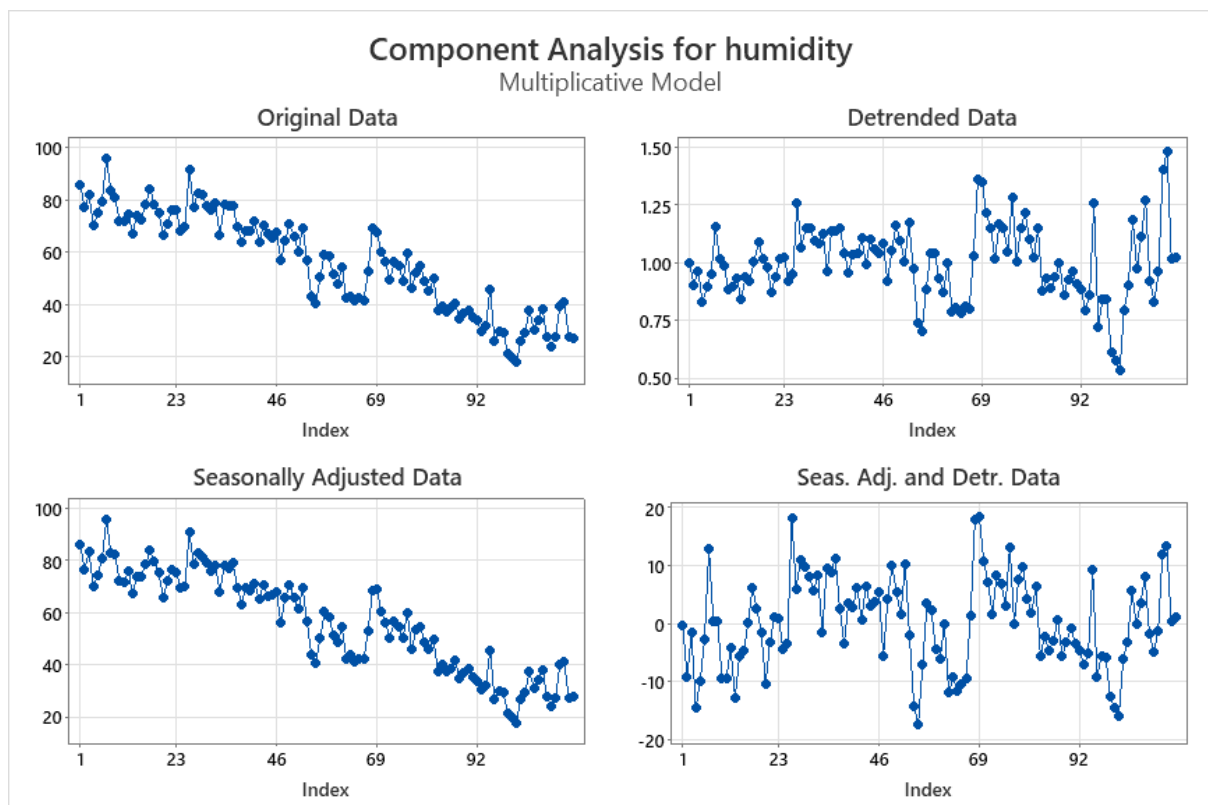 Component Analysis for humidity
Multiplicative Model
Original Data
100
80
60
40
20
1 23 46 69 92
Index
Detrended Data
1.50
1.25
1.00
0.75
0.50
1 23 46 69 92
Index
Seasonally Adjusted Data
100
80
60
40
20
1 23 46 69 92
Index
Seas. Adj. and Detr. Data
20
10
0
-10
-20
1 23 46 69 92
Index